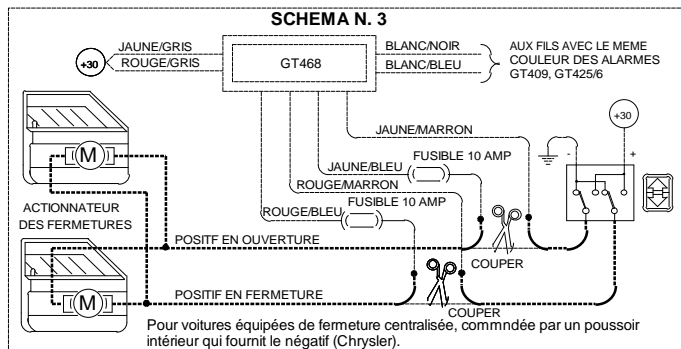 SCHEMA N. 3
JAUNE/GRIS
ROUGE/GRIS
+30
GT468
BLANC/NOIR
BLANC/BLEU
AUX FILS AVEC LE MEME
COULEUR DES ALARMES
GT409, GT425/6
JAUNE/MARRON
+30
JAUNE/BLEU
FUSIBLE 10 AMP
- +
ROUGE/MARRON
FUSIBLE 10 AMP
ROUGE/BLEU
M
ACTIONNATEUR
DES FERMETURES
POSITF EN OUVERTURE
COUPER
M
POSITIF EN FERMETURE
COUPER
Pour voitures équipées de fermeture centralisée, commndée par un poussoir
intérieur qui fournit le négatif (Chrysler).